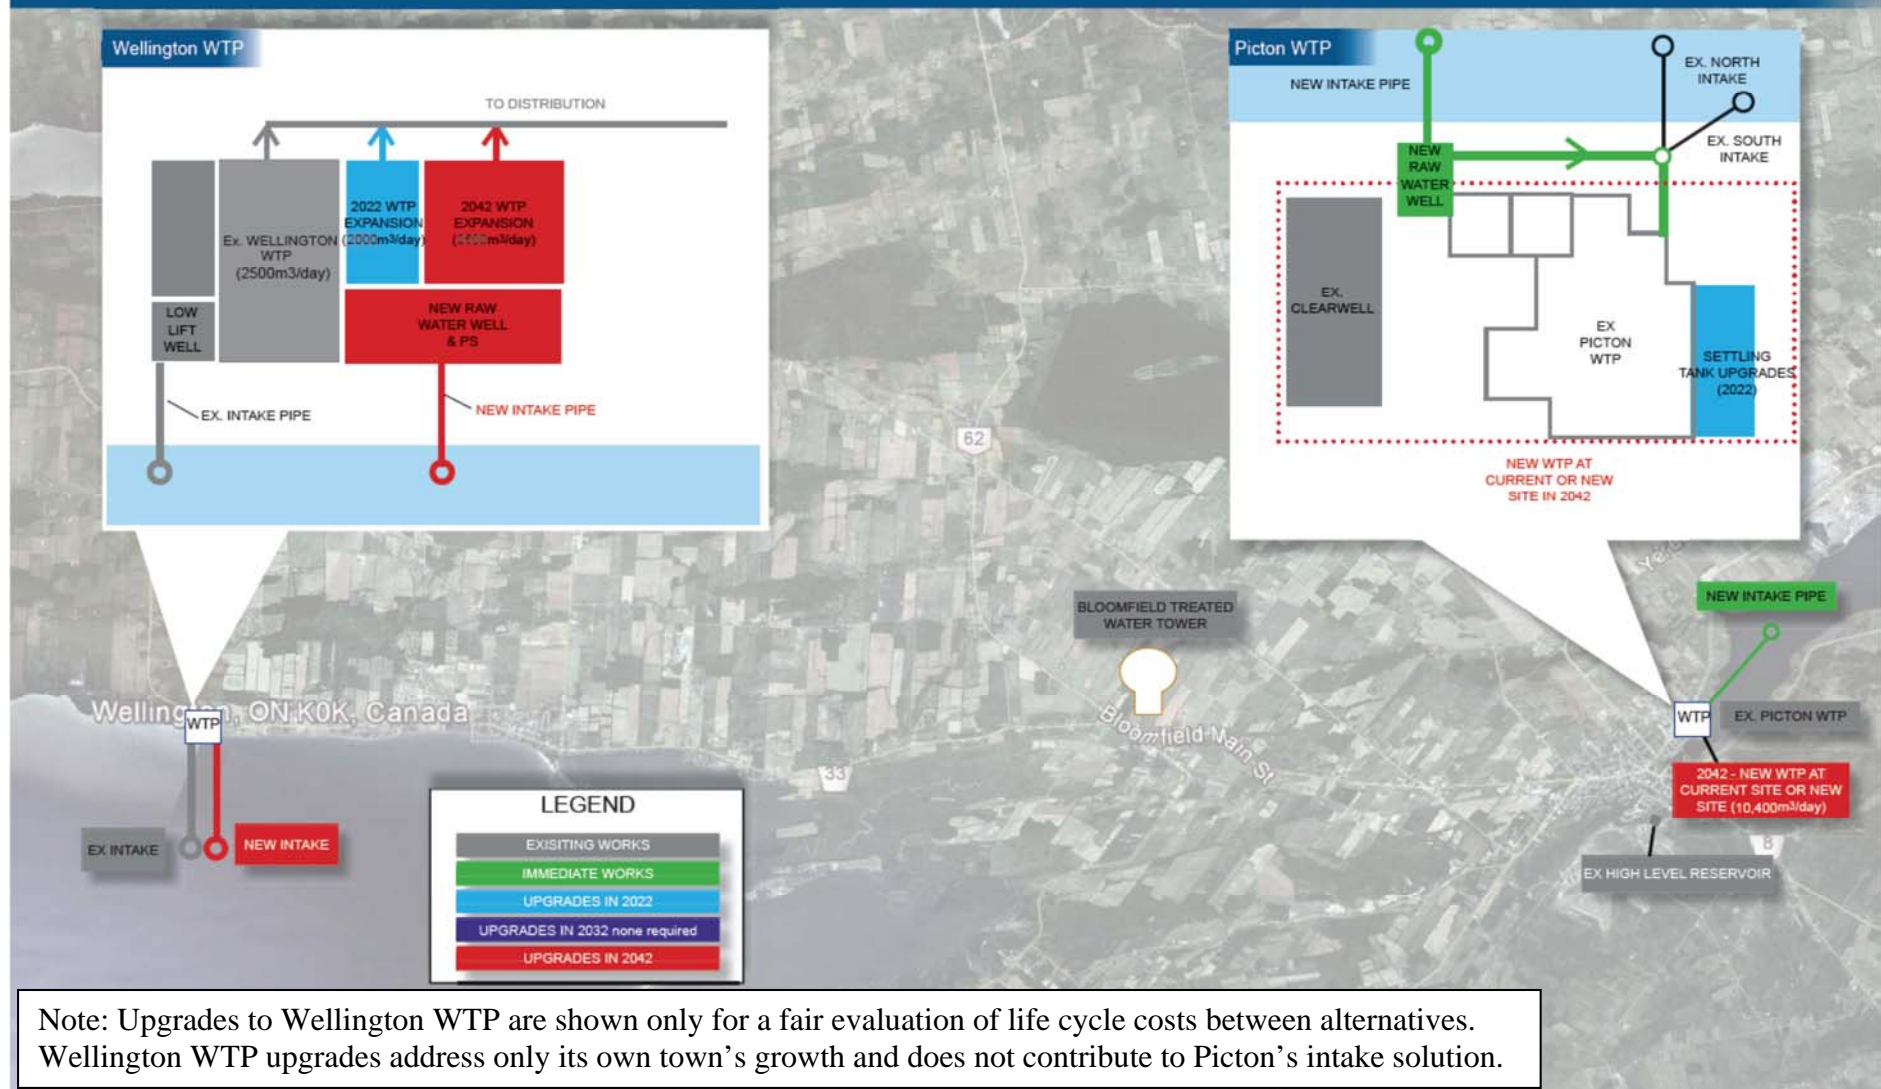 Wellington WTP
TO DISTRIBUTION
Ex. WELLINGTON
WTP
(2500m3/day)
2022 WTP
EXPANSION
(2000m³/day)
2042 WTP
EXPANSION
LOW
LIFT
WELL
NEW RAW
WATER WELL
& PS
EX. INTAKE PIPE
NEW INTAKE PIPE
Picton WTP
NEW INTAKE PIPE
EX. NORTH
INTAKE
EX. SOUTH
INTAKE
NEW
RAW
WATER
WELL
EX.
CLEARWELL
EX
PICTON
WTP
SETTLING
TANK UPGRADES
(2022)
NEW WTP AT
CURRENT OR NEW
SITE IN 2042
62
BLOOMFIELD TREATED
WATER TOWER
Bloomfield Main St
33
Wellington, ON K0K, Canada
WTP
EX INTAKE
NEW INTAKE
NEW INTAKE PIPE
WTP
EX. PICTON WTP
2042 - NEW WTP AT
CURRENT SITE OR NEW
SITE (10,400m³/day)
8
EX HIGH LEVEL RESERVOIR
LEGEND
EXISITING WORKS
IMMEDIATE WORKS
UPGRADES IN 2022
UPGRADES IN 2032 none required
UPGRADES IN 2042
Note: Upgrades to Wellington WTP are shown only for a fair evaluation of life cycle costs between alternatives.
Wellington WTP upgrades address only its own town's growth and does not contribute to Picton's intake solution.